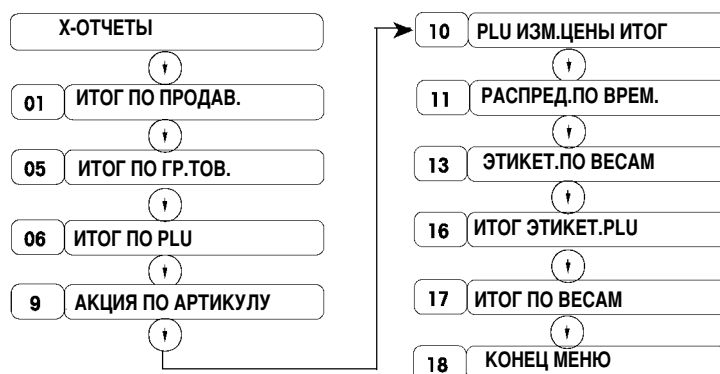 Х-ОТЧЕТЫ
01 ИТОГ ПО ПРОДАВ.
05 ИТОГ ПО ГР.ТОВ.
06 ИТОГ ПО PLU
9 АКЦИЯ ПО АРТИКУЛУ
10 PLU ИЗМ.ЦЕНЫ ИТОГ
11 РАСПРЕД.ПО ВРЕМ.
13 ЭТИКЕТ.ПО ВЕСАМ
16 ИТОГ ЭТИКЕТ.PLU
17 ИТОГ ПО ВЕСАМ
18 КОНЕЦ МЕНЮ